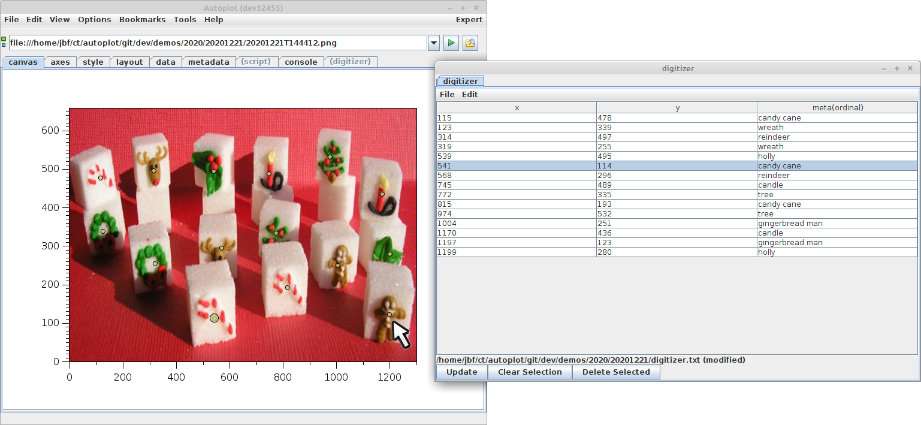 Autoplot (dev32455)
File Edit View Options Bookmarks Tools Help Expert
file:///home/jbf/ct/autoplot/git/dev/demos/2020/20201221/20201221T144412.png
canvas axes style layout data metadata (script) console (digitizer)
600
500
400
300
200
100
0
0 200 400 600 800 1000 1200
digitizer
digitizer
File Edit
x y meta(ordinal)
115 478 candy cane
123 339 wreath
314 497 reindeer
319 255 wreath
539 495 holly
541 114 candy cane
568 296 reindeer
745 489 candle
772 335 tree
815 193 candy cane
974 532 tree
1004 251 gingerbread man
1170 436 candle
1197 123 gingerbread man
1199 280 holly
/home/jbf/ct/autoplot/git/dev/demos/2020/20201221/digitizer.txt (modified)
Update Clear Selection Delete Selected